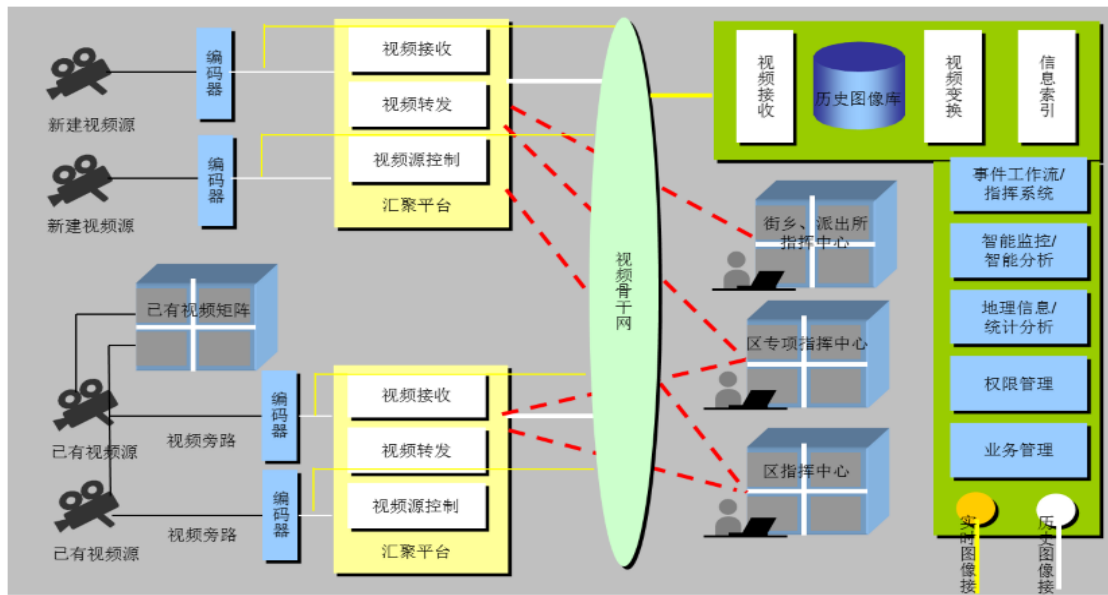 新建视频源
编码器
视频接收
视频转发
视频源控制
汇聚平台
新建视频源
编码器
已有视频矩阵
已有视频源
视频旁路
编码器
视频接收
视频转发
视频源控制
汇聚平台
已有视频源
视频旁路
编码器
视频骨干网
视频接收
历史图像库
视频变换
信息索引
街乡、派出所
指挥中心
区专项指挥中心
区指挥中心
事件工作流/
指挥系统
智能监控/
智能分析
地理信息/
统计分析
权限管理
业务管理
实时图像接
历史图像接